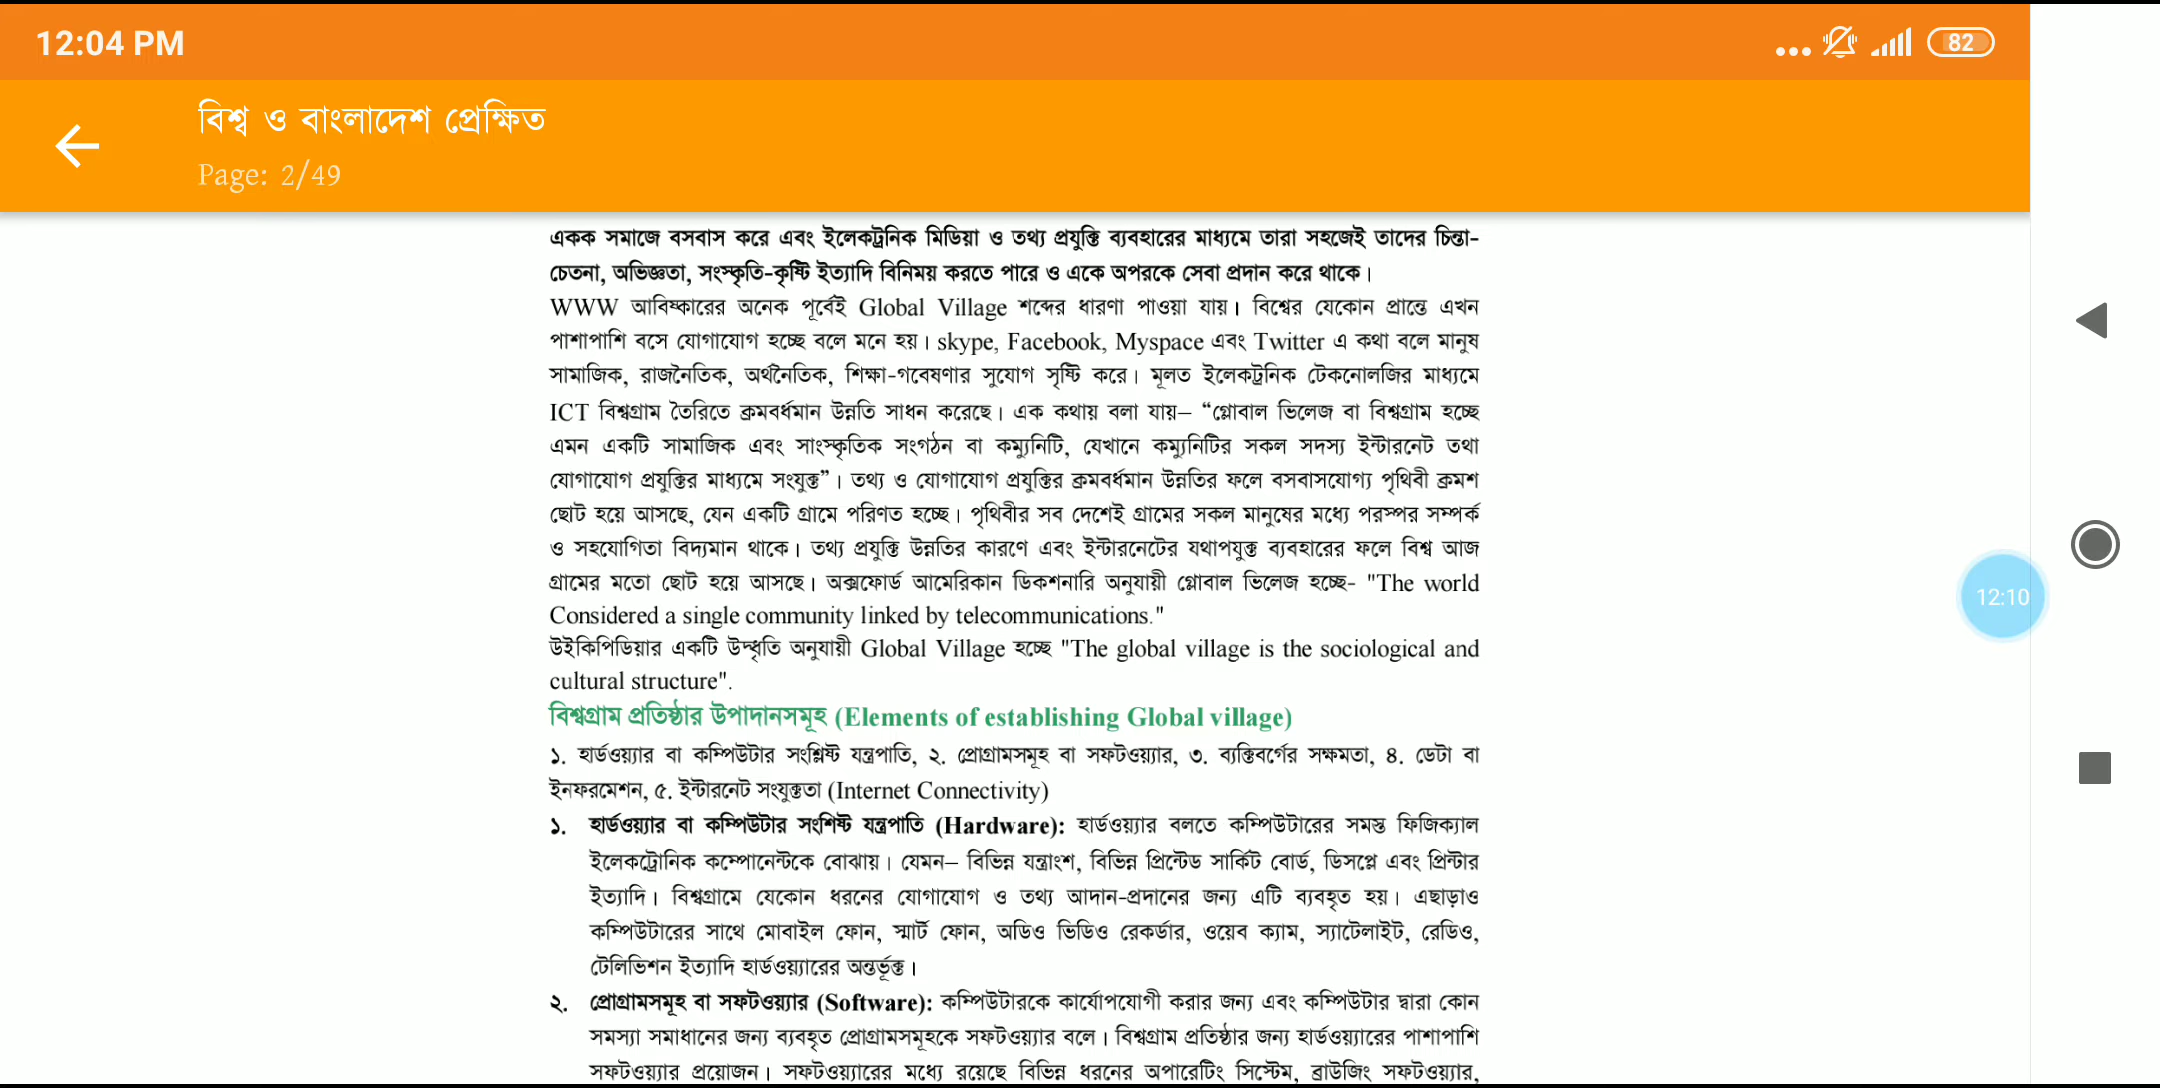 12:04 PM
82
বিশ্ব ও বাংলাদেশ প্রেক্ষিত
Page: 2/49
একক সমাজে বসবাস করে এবং ইলেকট্রনিক মিডিয়া ও তথ্য প্রযুক্তি ব্যবহারের মাধ্যমে তারা সহজেই তাদের চিন্তা-
চেতনা, অভিজ্ঞতা, সংস্কৃতি-কৃষ্টি ইত্যাদি বিনিময় করতে পারে ও একে অপরকে সেবা প্রদান করে থাকে।
WWW আবিষ্কারের অনেক পূর্বেই Global Village শব্দের ধারণা পাওয়া যায়। বিশ্বের যেকোন প্রান্তে এখন
পাশাপাশি বসে যোগাযোগ হচ্ছে বলে মনে হয়। skype, Facebook, Myspace এবং Twitter এ কথা বলে মানুষ
সামাজিক, রাজনৈতিক, অর্থনৈতিক, শিক্ষা-গবেষণার সুযোগ সৃষ্টি করে। মূলত ইলেকট্রনিক টেকনোলজির মাধ্যমে
ICT বিশ্বগ্রাম তৈরিতে ক্রমবর্ধমান উন্নতি সাধন করেছে। এক কথায় বলা যায়– “গ্লোবাল ভিলেজ বা বিশ্বগ্রাম হচ্ছে
এমন একটি সামাজিক এবং সাংস্কৃতিক সংগঠন বা কম্যুনিটি, যেখানে কম্যুনিটির সকল সদস্য ইন্টারনেট তথা
যোগাযোগ প্রযুক্তির মাধ্যমে সংযুক্ত”। তথ্য ও যোগাযোগ প্রযুক্তির ক্রমবর্ধমান উন্নতির ফলে বসবাসযোগ্য পৃথিবী ক্রমশ
ছোট হয়ে আসছে, যেন একটি গ্রামে পরিণত হচ্ছে। পৃথিবীর সব দেশেই গ্রামের সকল মানুষের মধ্যে পরস্পর সম্পর্ক
ও সহযোগিতা বিদ্যমান থাকে। তথ্য প্রযুক্তি উন্নতির কারণে এবং ইন্টারনেটের যথাপযুক্ত ব্যবহারের ফলে বিশ্ব আজ
গ্রামের মতো ছোট হয়ে আসছে। অক্সফোর্ড আমেরিকান ডিকশনারি অনুযায়ী গ্লোবাল ভিলেজ হচ্ছে- "The world
Considered a single community linked by telecommunications."
12:10
উইকিপিডিয়ার একটি উদ্ধৃতি অনুযায়ী Global Village হচ্ছে "The global village is the sociological and
cultural structure".
বিশ্বগ্রাম প্রতিষ্ঠার উপাদানসমূহ (Elements of establishing Global village)
১. হার্ডওয়্যার বা কম্পিউটার সংশ্লিষ্ট যন্ত্রপাতি, ২. প্রোগ্রামসমূহ বা সফটওয়্যার, ৩. ব্যক্তিবর্গের সক্ষমতা, ৪. ডেটা বা
ইনফরমেশন, ৫. ইন্টারনেট সংযুক্ততা (Internet Connectivity)
১. হার্ডওয়্যার বা কম্পিউটার সংশিষ্ট যন্ত্রপাতি (Hardware): হার্ডওয়্যার বলতে কম্পিউটারের সমস্ত ফিজিক্যাল
ইলেকট্রোনিক কম্পোনেন্টকে বোঝায়। যেমন– বিভিন্ন যন্ত্রাংশ, বিভিন্ন প্রিন্টেড সার্কিট বোর্ড, ডিসপ্লে এবং প্রিন্টার
ইত্যাদি। বিশ্বগ্রামে যেকোন ধরনের যোগাযোগ ও তথ্য আদান-প্রদানের জন্য এটি ব্যবহৃত হয়। এছাড়াও
কম্পিউটারের সাথে মোবাইল ফোন, স্মার্ট ফোন, অডিও ভিডিও রেকর্ডার, ওয়েব ক্যাম, স্যাটেলাইট, রেডিও,
টেলিভিশন ইত্যাদি হার্ডওয়্যারের অন্তর্ভূক্ত।
২. প্রোগ্রামসমূহ বা সফটওয়্যার (Software): কম্পিউটারকে কার্যোপযোগী করার জন্য এবং কম্পিউটার দ্বারা কোন
সমস্যা সমাধানের জন্য ব্যবহৃত প্রোগ্রামসমূহকে সফটওয়্যার বলে। বিশ্বগ্রাম প্রতিষ্ঠার জন্য হার্ডওয়্যারের পাশাপাশি
সফটওয়্যার প্রয়োজন। সফটওয়্যারের মধ্যে রয়েছে বিভিন্ন ধরনের অপারেটিং সিস্টেম, ব্রাউজিং সফটওয়্যার,